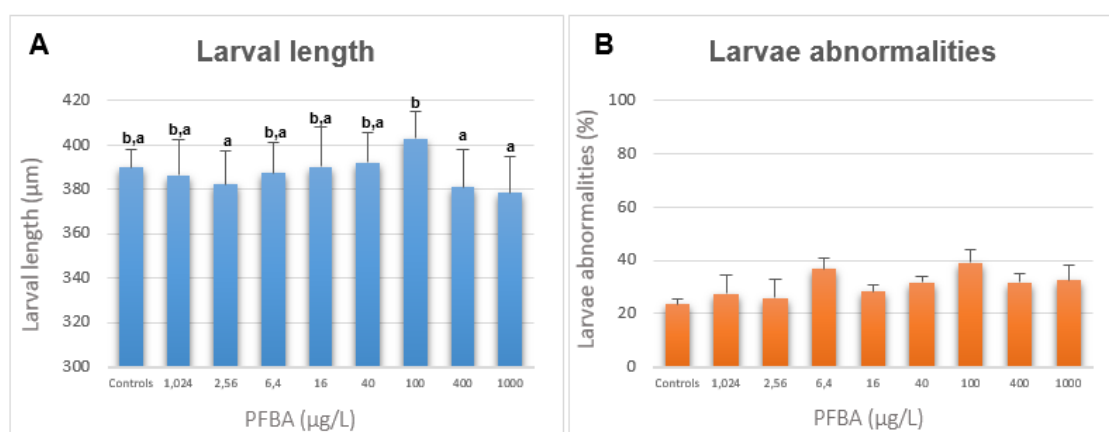 A
Larval length
Larval length (µm)
420
400
380
360
340
320
300
b,a
b,a
a
b,a
b,a
b,a
b
a
a
Controls 1,024 2,56 6,4 16 40 100 400 1000
PFBA (µg/L)
B
Larvae abnormalities
Larvae abnormalities (%)
100
80
60
40
20
0
Controls 1,024 2,56 6,4 16 40 100 400 1000
PFBA (µg/L)